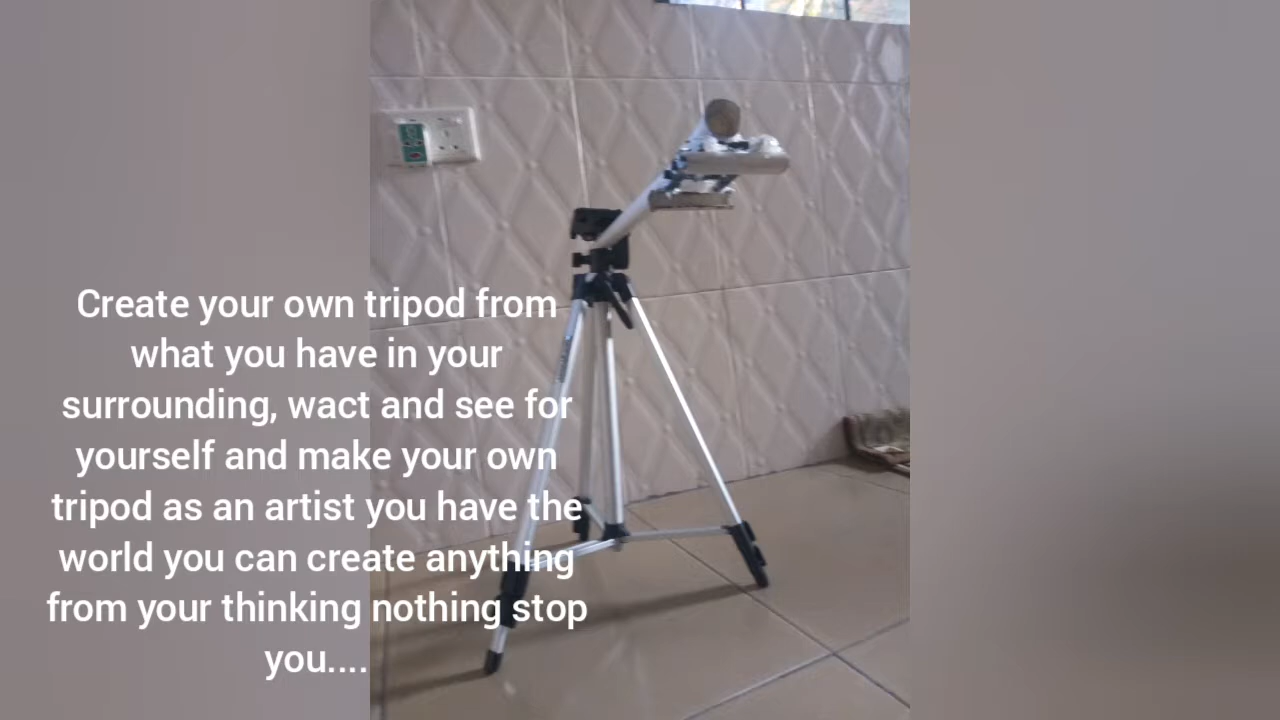 Create your own tripod from
what you have in your
surrounding, wact and see for
yourself and make your own
tripod as an artist you have the
world you can create anything
from your thinking nothing stop
you....